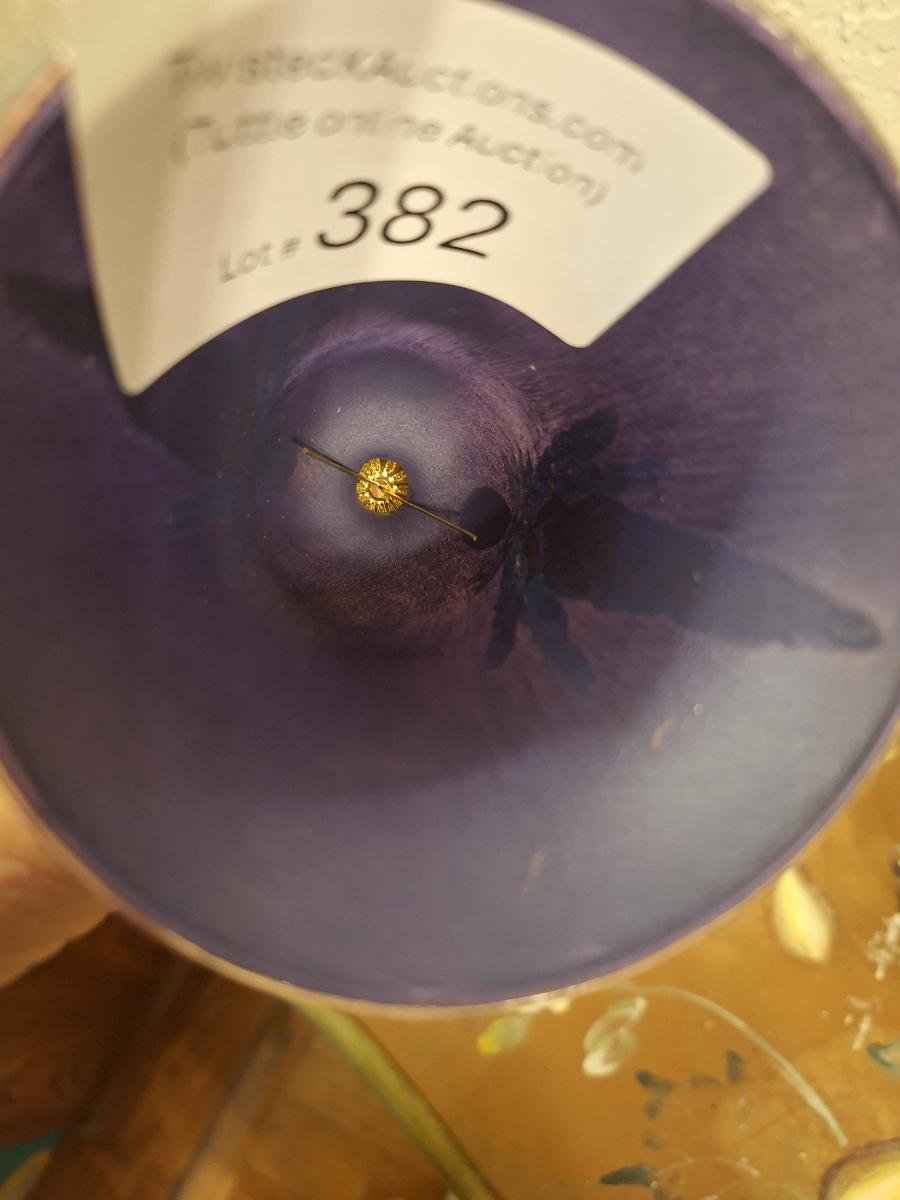 TwisteckAuctions.com
(Tuttle online Auction)
Lot # 382